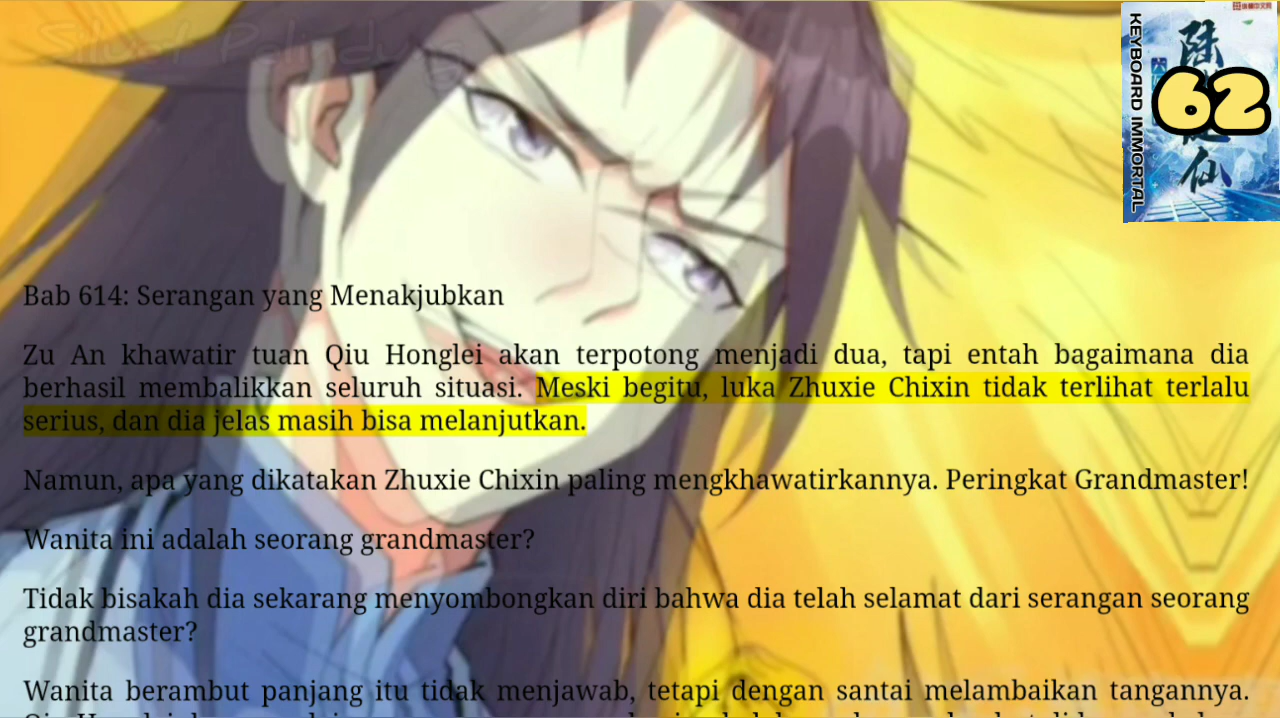 KEYBOARD IMMORTAL
62
Bab 614: Serangan yang Menakjubkan
Zu An khawatir tuan Qiu Honglei akan terpotong menjadi dua, tapi entah bagaimana dia
berhasil membalikkan seluruh situasi. Meski begitu, luka Zhuxie Chixin tidak terlihat terlalu
serius, dan dia jelas masih bisa melanjutkan.
Namun, apa yang dikatakan Zhuxie Chixin paling mengkhawatirkannya. Peringkat Grandmaster!
Wanita ini adalah seorang grandmaster?
Tidak bisakah dia sekarang menyombongkan diri bahwa dia telah selamat dari serangan seorang
grandmaster?
Wanita berambut panjang itu tidak menjawab, tetapi dengan santai melambaikan tangannya.